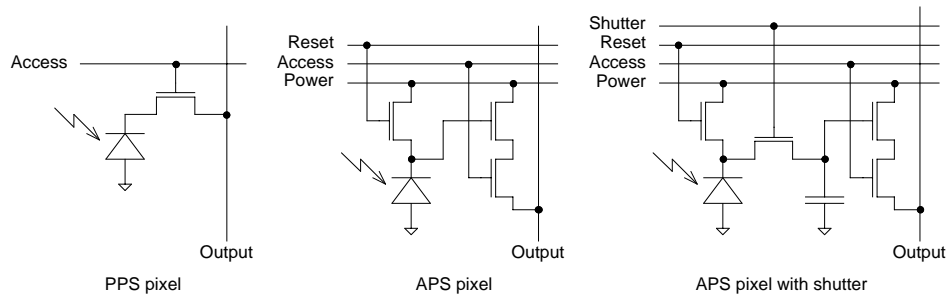 Access
Output
PPS pixel
Reset
Access
Power
Output
APS pixel
Shutter
Reset
Access
Power
Output
APS pixel with shutter